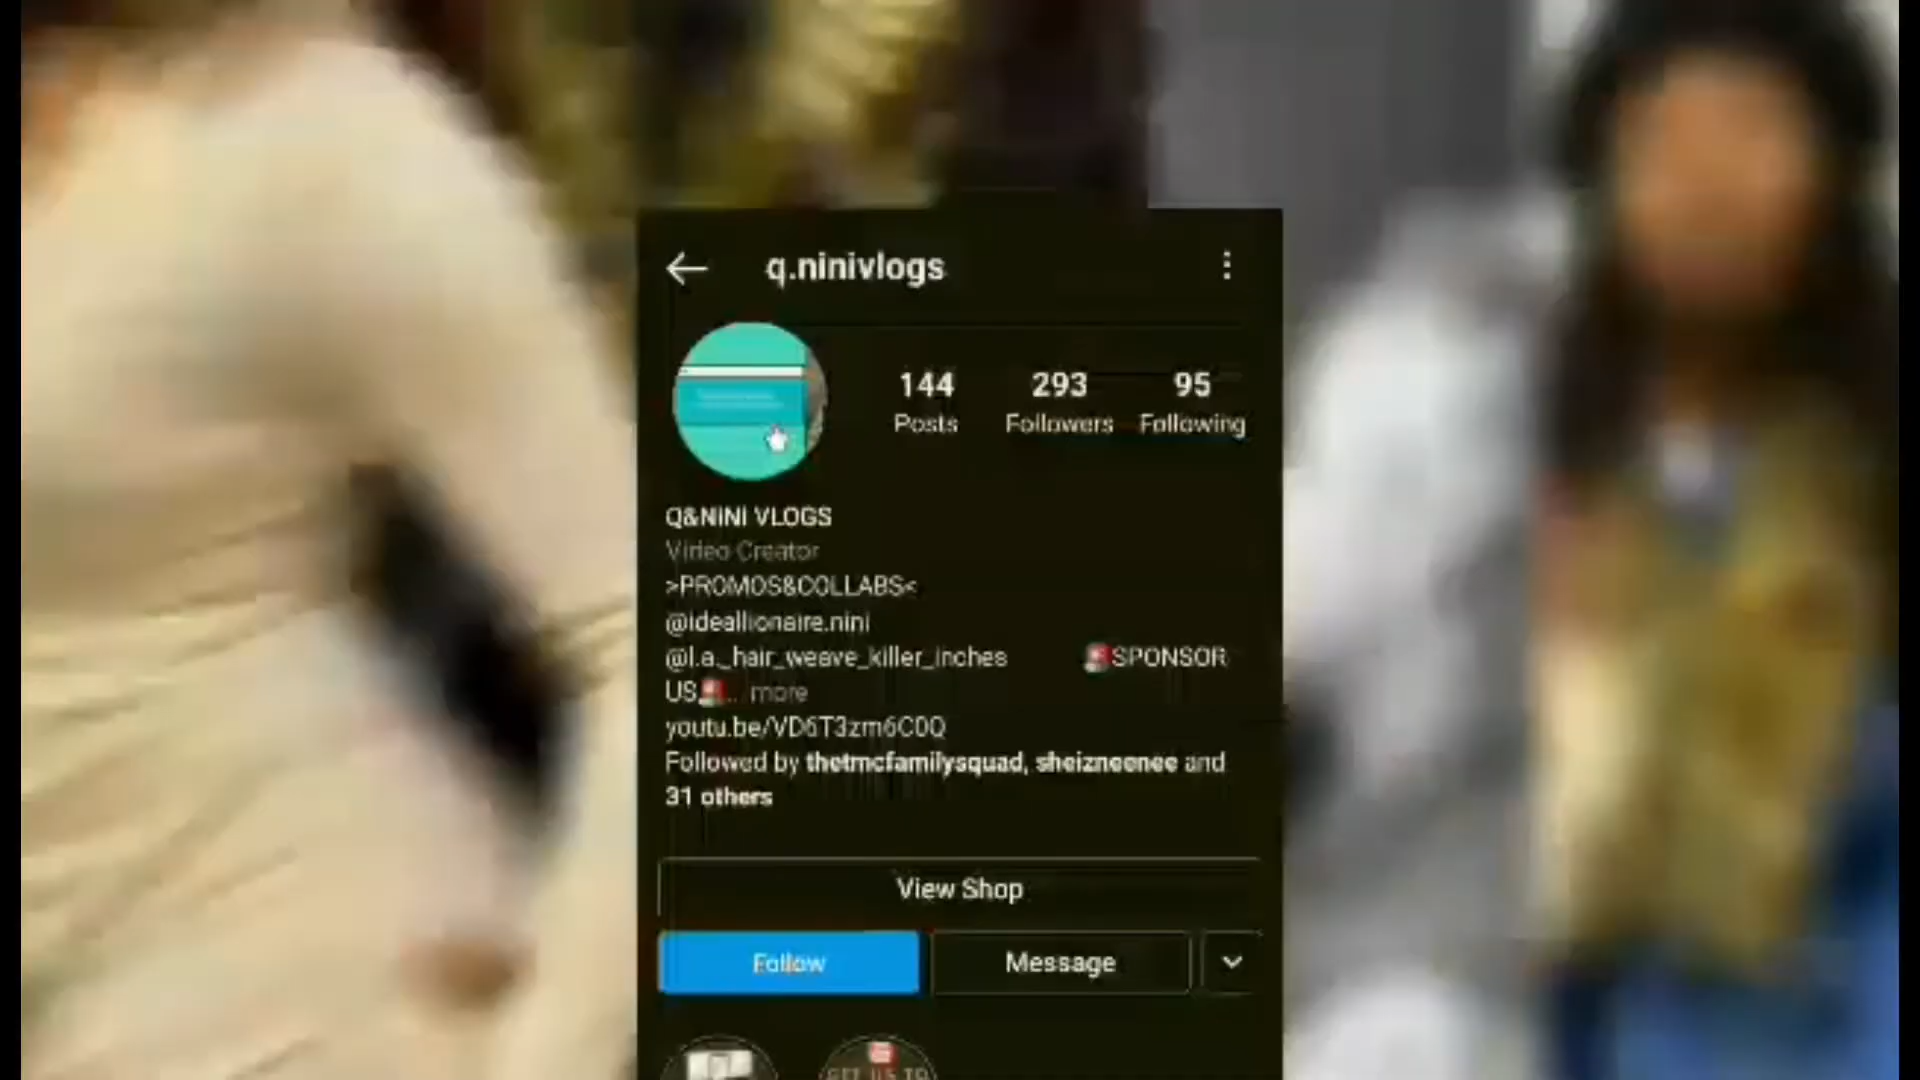 q.ninivlogs
144 293 95
Posts Followers Following
Q&NINI VLOGS
Video Creator
>PROMOS&COLLABS<
@ideallionaire.nini
@l.a._hair_weave_killer_inches 🚨SPONSOR
US🚨... more
youtu.be/VD6T3zm6C0Q
Followed by thetmcfamilysquad, sheizneenee and
31 others
View Shop
Follow Message